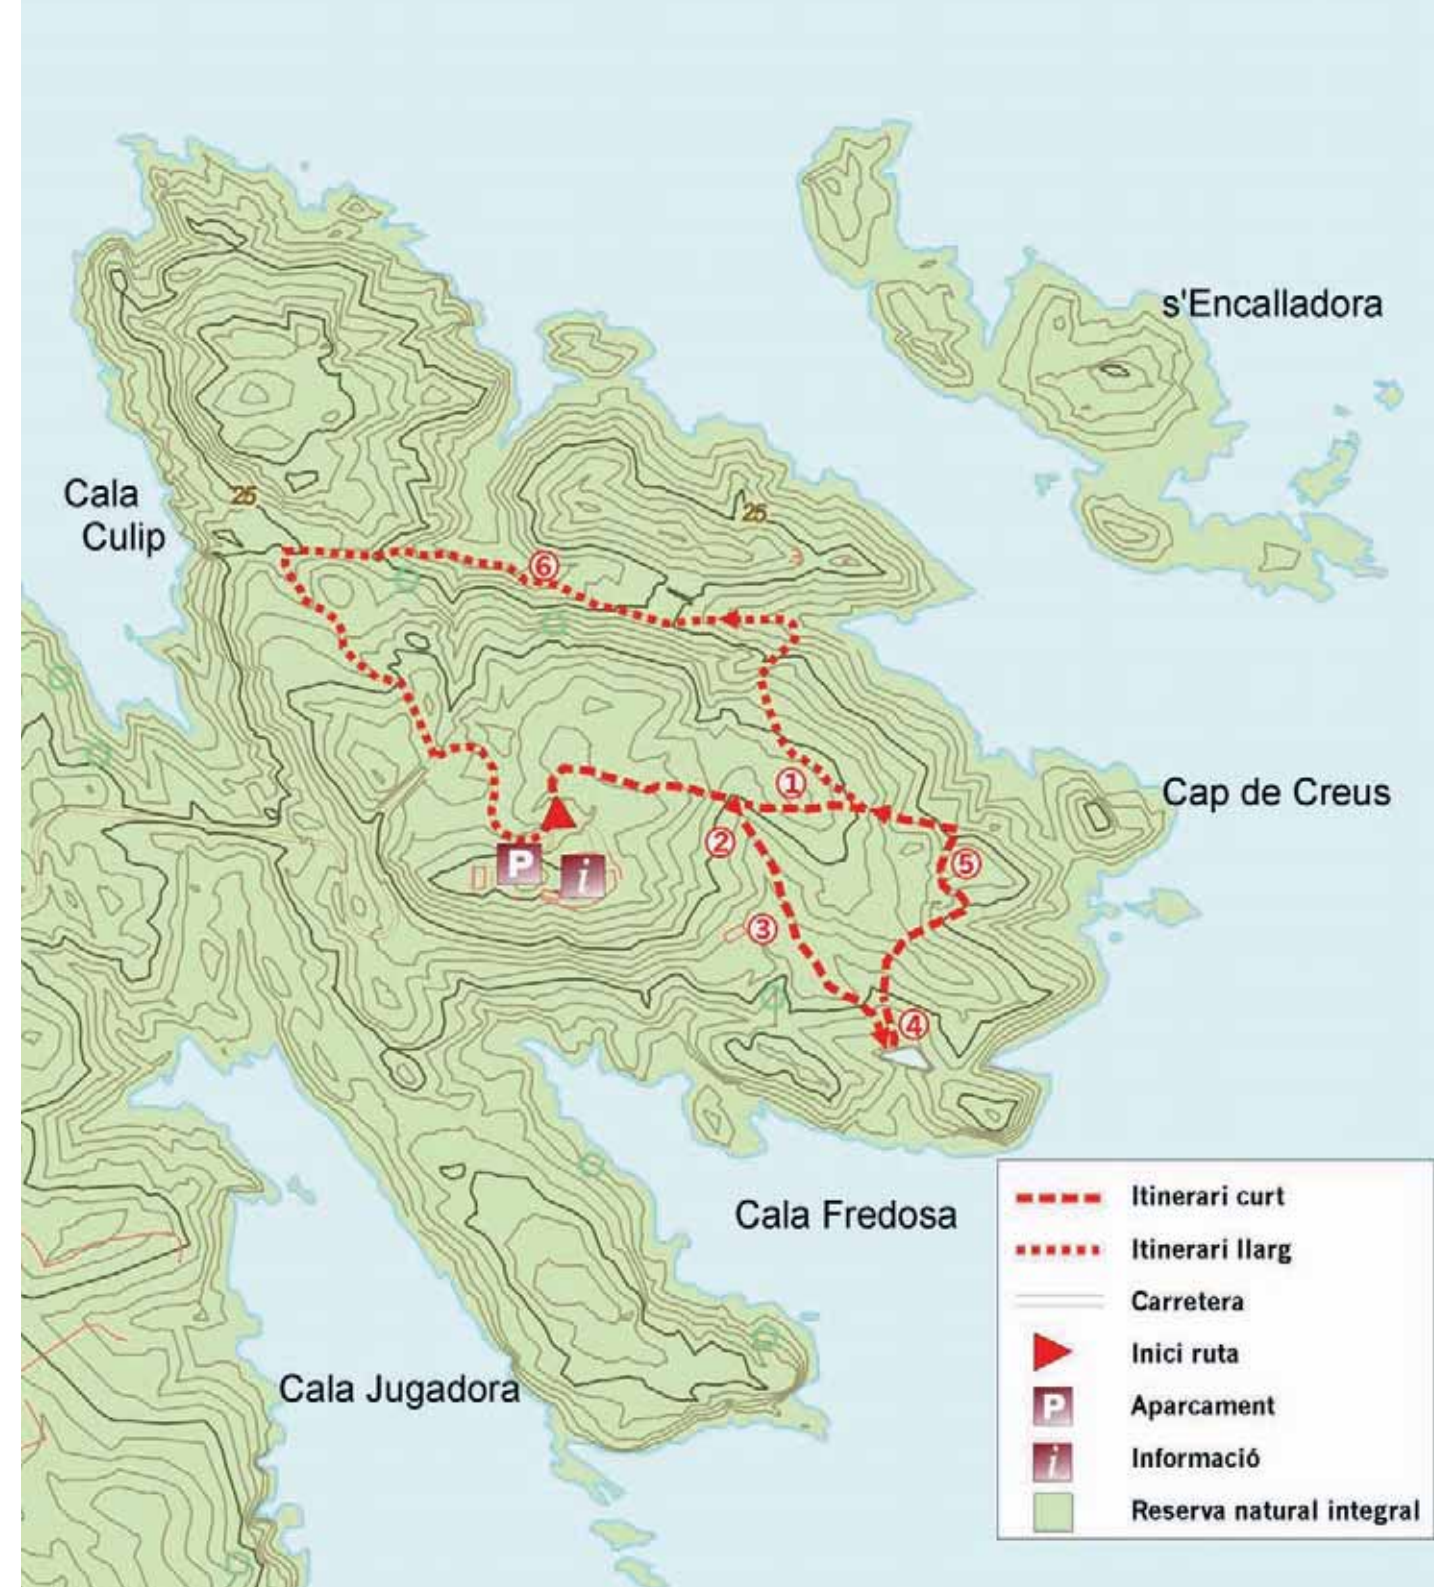 s'Encalladora
Cala
Culip
25
25
⑥
Cap de Creus
①
②
⑤
P
i
③
④
Cala Fredosa
Cala Jugadora
Itinerari curt
Itinerari llarg
Carretera
Inici ruta
P
Aparcament
i
Informació
Reserva natural integral